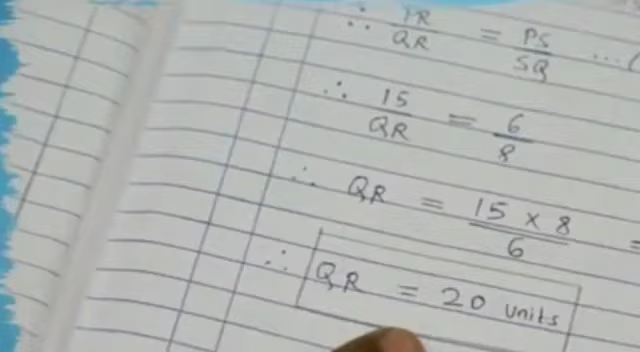 ∴ PR/QR = PS/SQ ...(
∴ 15/QR = 6/8
∴ QR = 15 × 8/6 =
∴ QR = 20 units